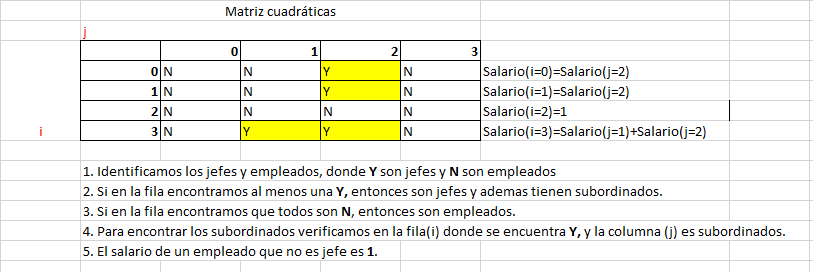 Matriz cuadráticas
j
0 1 2 3
0 N N Y N Salario(i=0)=Salario(j=2)
1 N N Y N Salario(i=1)=Salario(j=2)
2 N N N N Salario(i=2)=1
i 3 N Y Y N Salario(i=3)=Salario(j=1)+Salario(j=2)
1. Identificamos los jefes y empleados, donde Y son jefes y N son empleados
2. Si en la fila encontramos al menos una Y, entonces son jefes y ademas tienen subordinados.
3. Si en la fila encontramos que todos son N, entonces son empleados.
4. Para encontrar los subordinados verificamos en la fila(i) donde se encuentra Y, y la columna (j) es subordinados.
5. El salario de un empleado que no es jefe es 1.